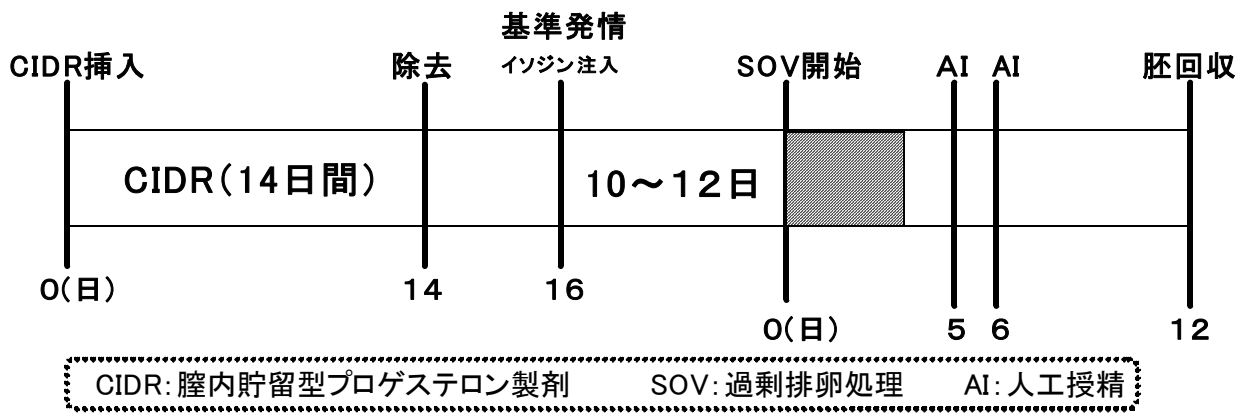 基準発情
CIDR挿入 除去 イソジン注入 SOV開始 AI AI 胚回収
CIDR(14日間) 10〜12日
0(日) 14 16
0(日) 5 6 12
CIDR:膣内貯留型プロゲステロン製剤 SOV:過剰排卵処理 AI:人工授精